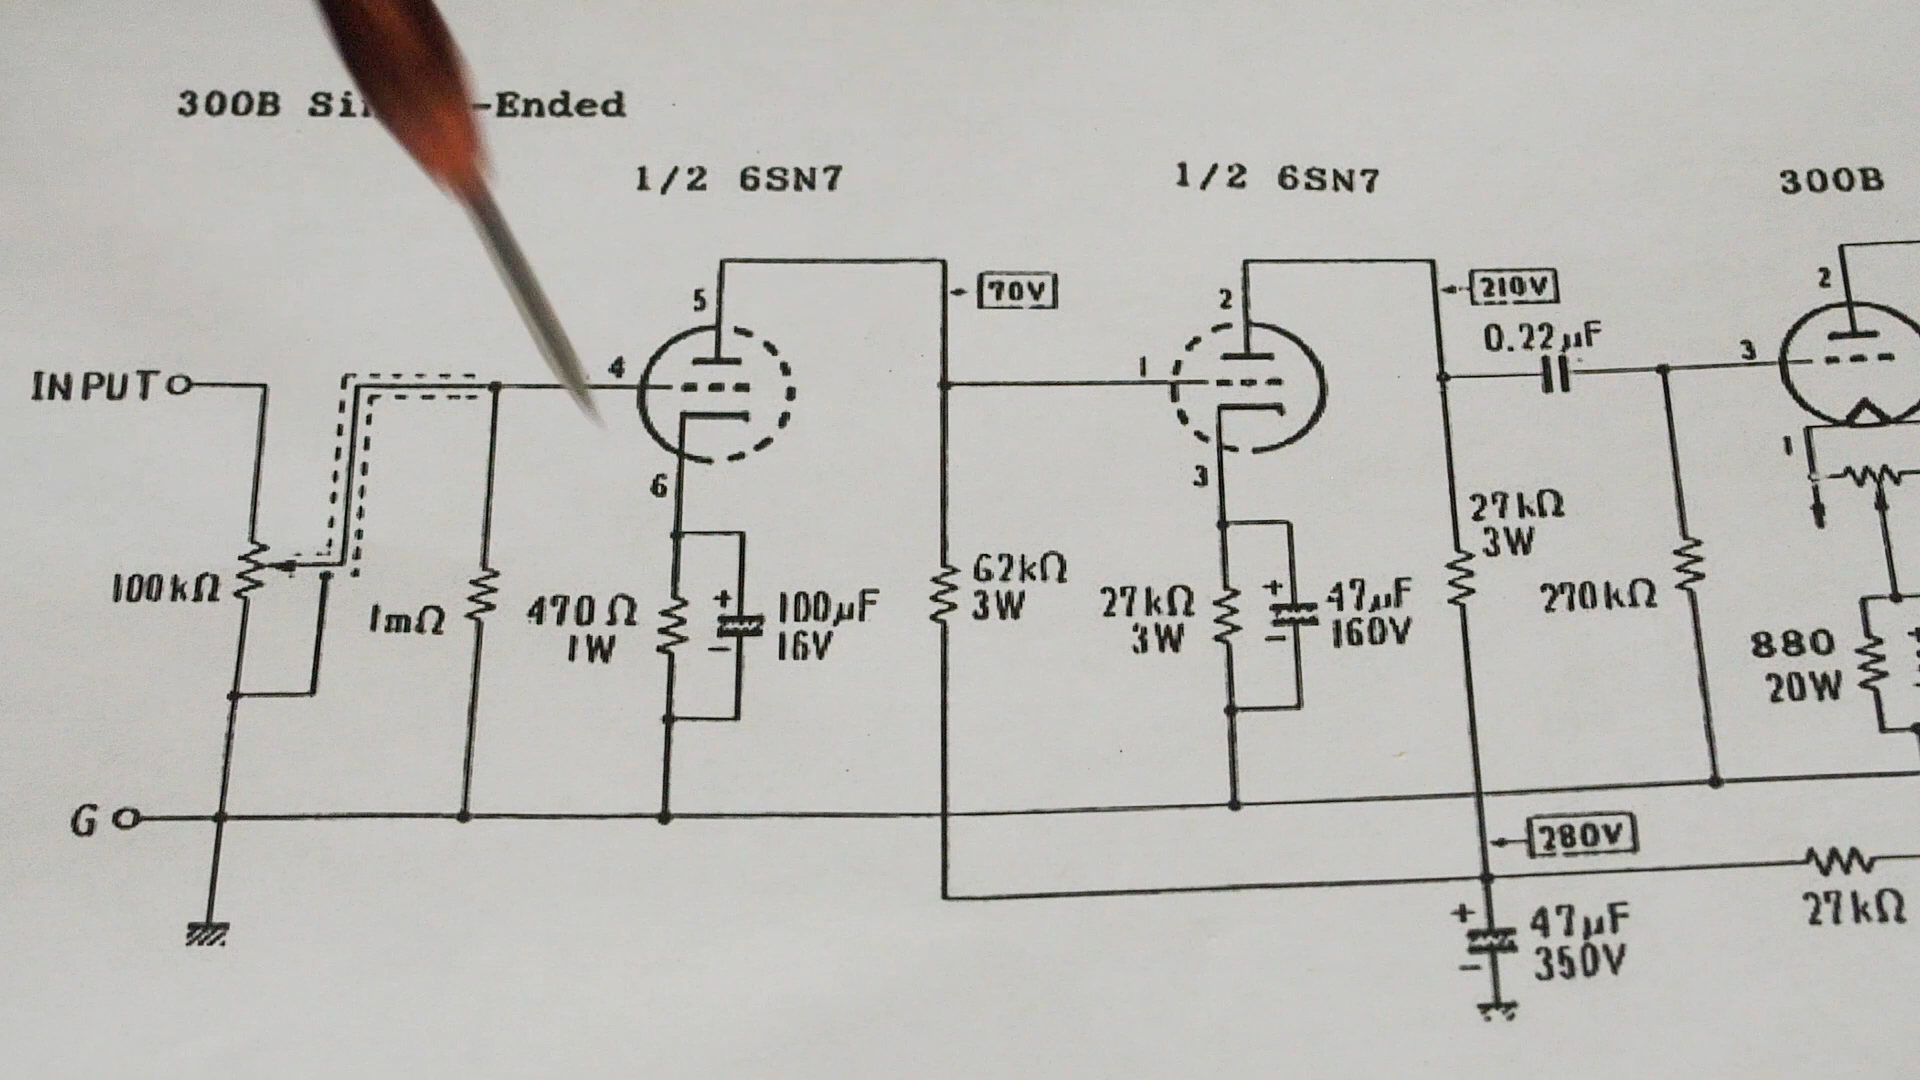 300B Si -Ended
1/2 6SN7
1/2 6SN7
300B
5
70V
2
210V
2
0.22µF
INPUT
4
1
3
6
3
1
100kΩ
1mΩ
470Ω
1W
+
-
100µF
16V
62kΩ
3W
27kΩ
3W
+
-
47µF
160V
27kΩ
3W
270kΩ
880
20W
G
280V
+
-
47µF
350V
27kΩ